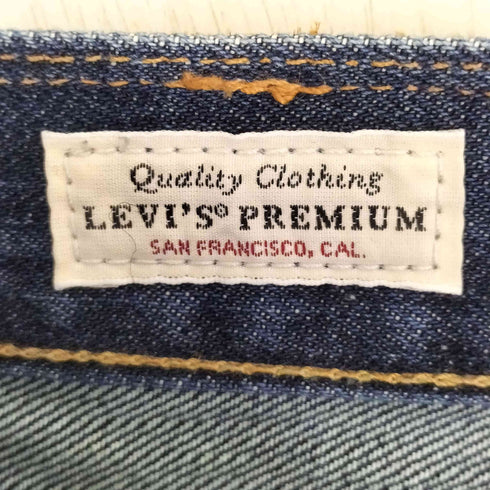 Quality Clothing
LEVI'S® PREMIUM
SAN FRANCISCO, CAL.